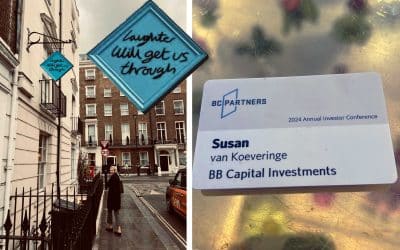 Laughter
Will get us
through
BC PARTNERS
2024 Annual Investor Conference
Susan
van Koeveringe
BB Capital Investments